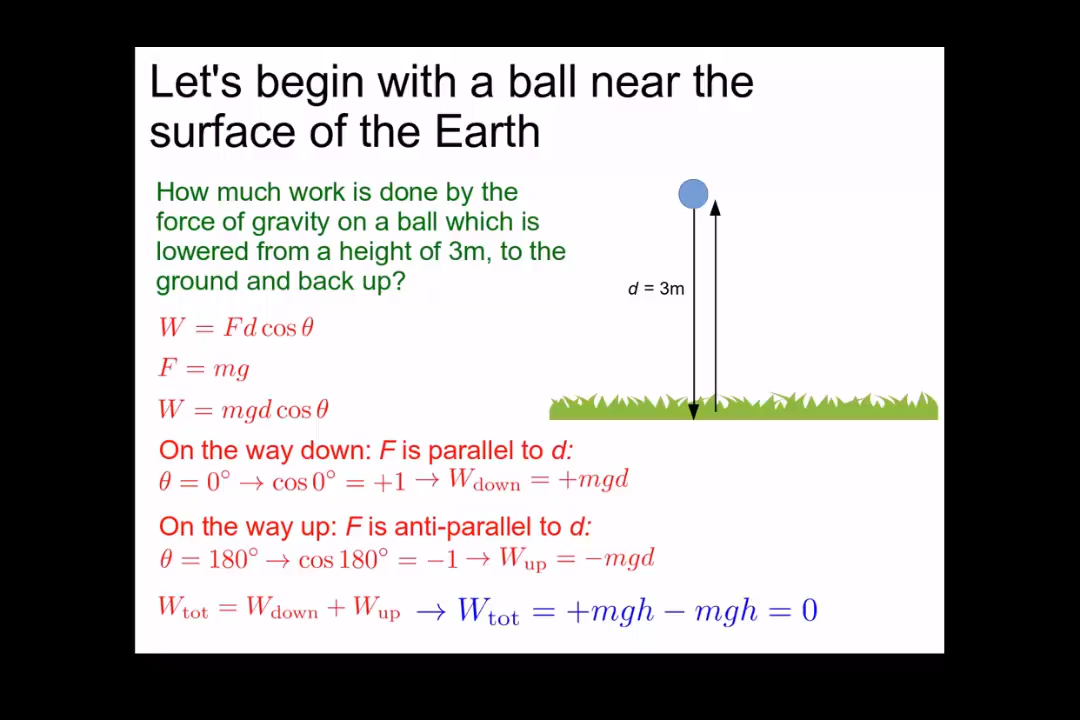 Let's begin with a ball near the
surface of the Earth
How much work is done by the
force of gravity on a ball which is
lowered from a height of 3m, to the
ground and back up?
d = 3m
W = Fd cos θ
F = mg
W = mgd cos θ
On the way down: F is parallel to d:
θ = 0° → cos 0° = +1 → W_down = +mgd
On the way up: F is anti-parallel to d:
θ = 180° → cos 180° = −1 → W_up = −mgd
W_tot = W_down + W_up → W_tot = +mgh − mgh = 0